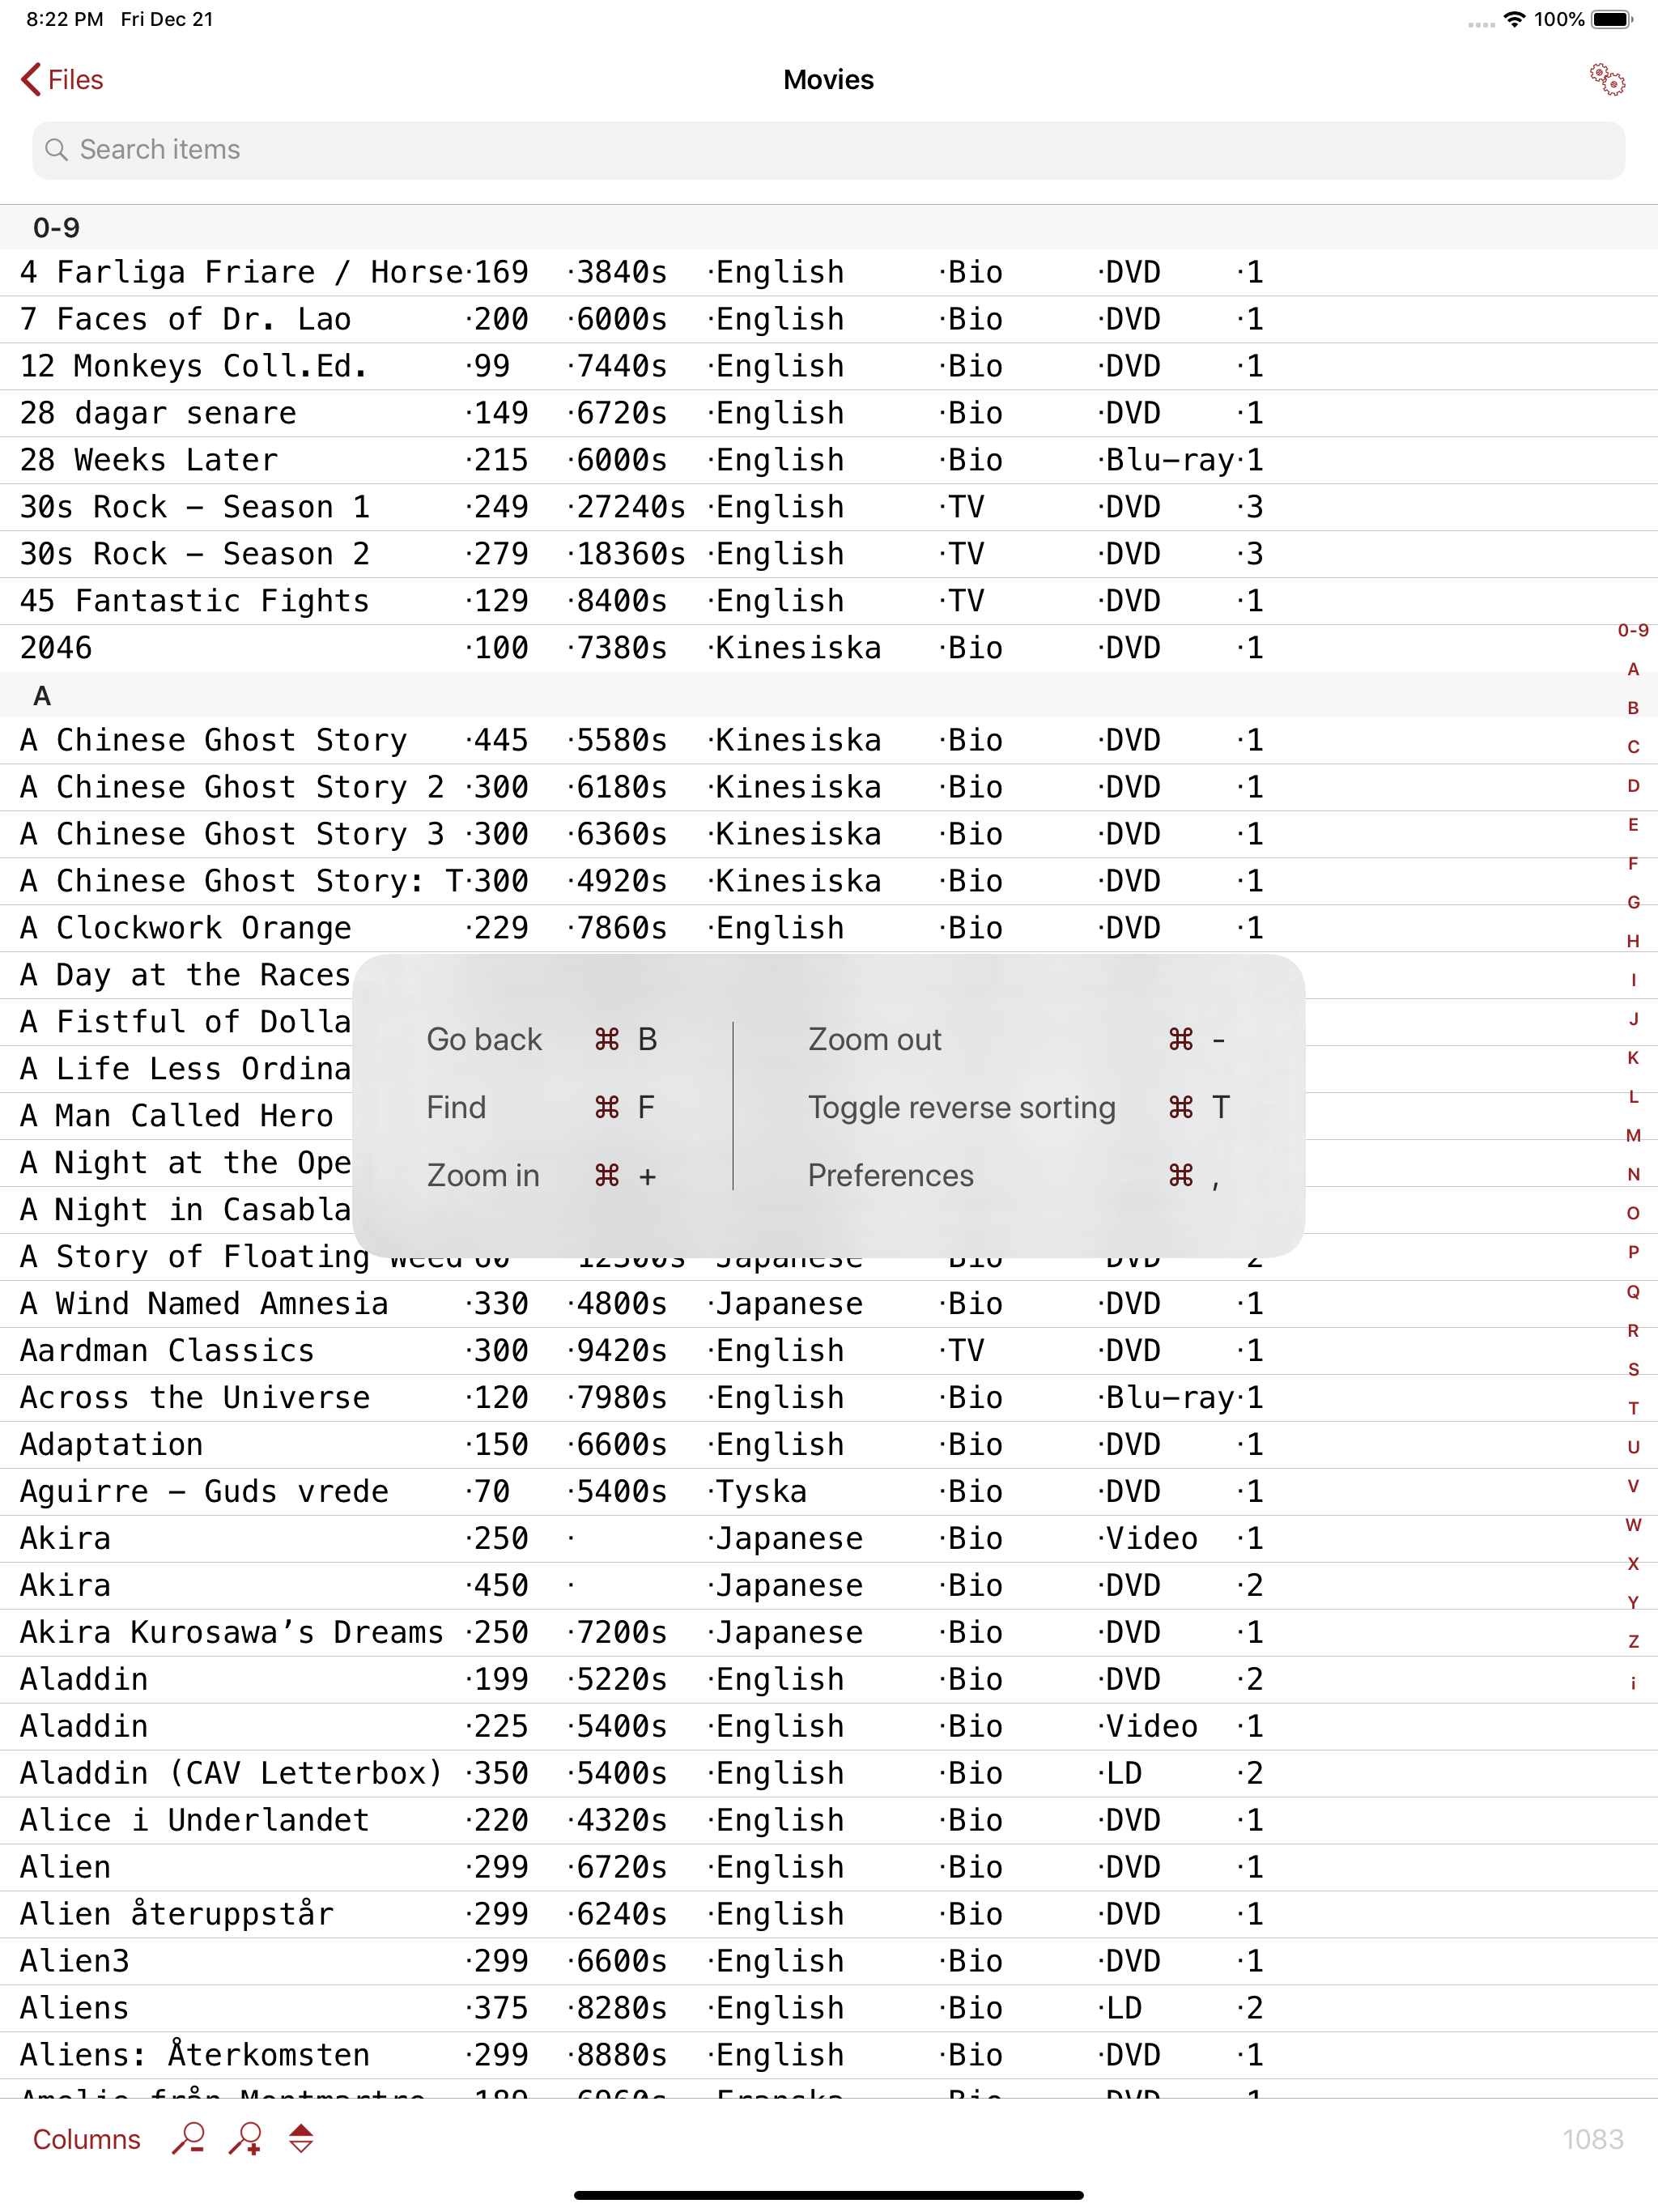 8:22 PM Fri Dec 21 100%
Files Movies
Search items
0-9
4 Farliga Friare / Horse·169 ·3840s ·English ·Bio ·DVD ·1
7 Faces of Dr. Lao ·200 ·6000s ·English ·Bio ·DVD ·1
12 Monkeys Coll.Ed. ·99 ·7440s ·English ·Bio ·DVD ·1
28 dagar senare ·149 ·6720s ·English ·Bio ·DVD ·1
28 Weeks Later ·215 ·6000s ·English ·Bio ·Blu-ray·1
30s Rock – Season 1 ·249 ·27240s ·English ·TV ·DVD ·3
30s Rock – Season 2 ·279 ·18360s ·English ·TV ·DVD ·3
45 Fantastic Fights ·129 ·8400s ·English ·TV ·DVD ·1
2046 ·100 ·7380s ·Kinesiska ·Bio ·DVD ·1
A
A Chinese Ghost Story ·445 ·5580s ·Kinesiska ·Bio ·DVD ·1
A Chinese Ghost Story 2 ·300 ·6180s ·Kinesiska ·Bio ·DVD ·1
A Chinese Ghost Story 3 ·300 ·6360s ·Kinesiska ·Bio ·DVD ·1
A Chinese Ghost Story: T·300 ·4920s ·Kinesiska ·Bio ·DVD ·1
A Clockwork Orange ·229 ·7860s ·English ·Bio ·DVD ·1
A Day at the Races
A Fistful of Dolla
A Life Less Ordina
A Man Called Hero
A Night at the Ope
A Night in Casabla
Go back ⌘ B
Find ⌘ F
Zoom in ⌘ +
Zoom out ⌘ -
Toggle reverse sorting ⌘ T
Preferences ⌘ ,
A Story of Floating Weed Japanese Bio DVD 2
A Wind Named Amnesia ·330 ·4800s ·Japanese ·Bio ·DVD ·1
Aardman Classics ·300 ·9420s ·English ·TV ·DVD ·1
Across the Universe ·120 ·7980s ·English ·Bio ·Blu-ray·1
Adaptation ·150 ·6600s ·English ·Bio ·DVD ·1
Aguirre – Guds vrede ·70 ·5400s ·Tyska ·Bio ·DVD ·1
Akira ·250 · ·Japanese ·Bio ·Video ·1
Akira ·450 · ·Japanese ·Bio ·DVD ·2
Akira Kurosawa’s Dreams ·250 ·7200s ·Japanese ·Bio ·DVD ·1
Aladdin ·199 ·5220s ·English ·Bio ·DVD ·2
Aladdin ·225 ·5400s ·English ·Bio ·Video ·1
Aladdin (CAV Letterbox) ·350 ·5400s ·English ·Bio ·LD ·2
Alice i Underlandet ·220 ·4320s ·English ·Bio ·DVD ·1
Alien ·299 ·6720s ·English ·Bio ·DVD ·1
Alien återuppstår ·299 ·6240s ·English ·Bio ·DVD ·1
Alien3 ·299 ·6600s ·English ·Bio ·DVD ·1
Aliens ·375 ·8280s ·English ·Bio ·LD ·2
Aliens: Återkomsten ·299 ·8880s ·English ·Bio ·DVD ·1
0-9
A
B
C
D
E
F
G
H
I
J
K
L
M
N
O
P
Q
R
S
T
U
V
W
X
Y
Z
¡
Columns 1083